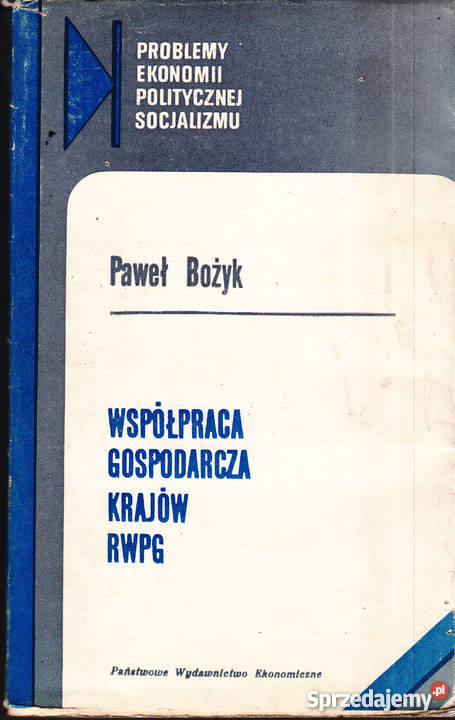 PROBLEMY
EKONOMII
POLITYCZNEJ
SOCJALIZMU
Paweł Bożyk
WSPÓŁPRACA
GOSPODARCZA
KRAJÓW
RWPG
Państwowe Wydawnictwo Ekonomiczne
Sprzedajemy.pl